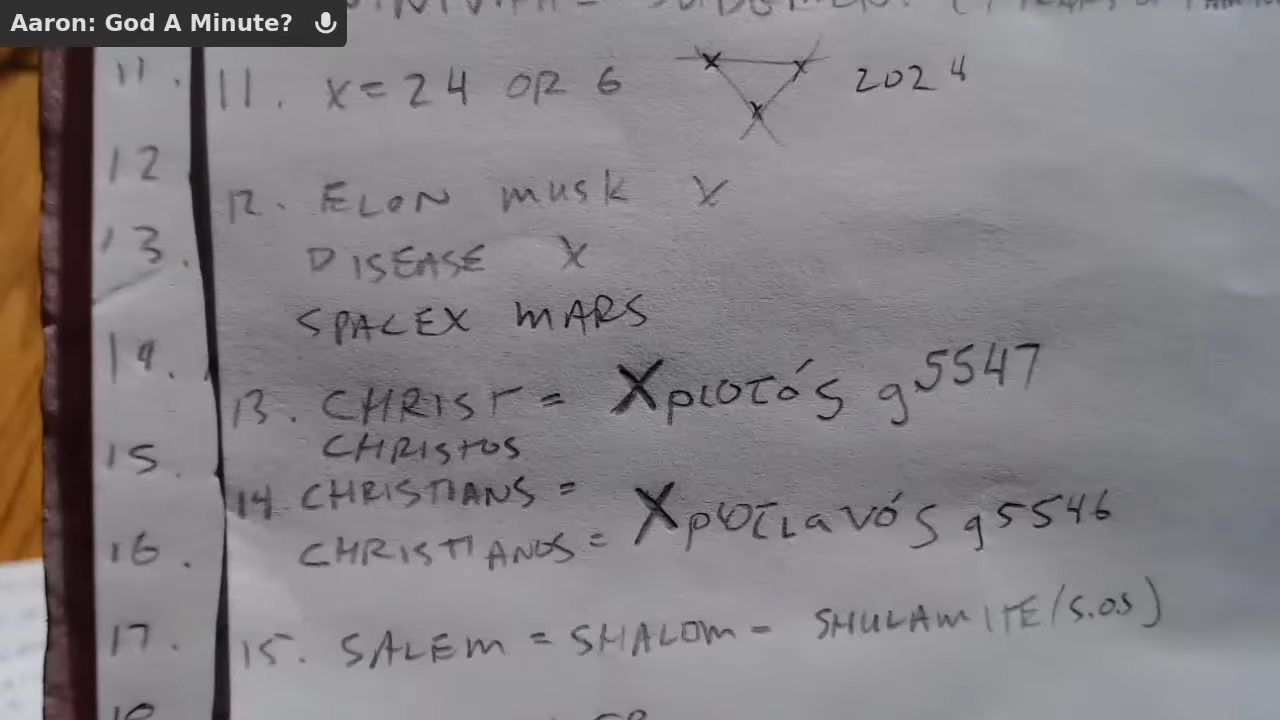 Aaron: God A Minute?
11.
11. X = 24 OR 6 X X X 2024
12
12. ELON musk X
13.
DISEASE X
SPACEX MARS
14.
13. CHRIST = Χριστός g5547
CHRISTOS
15.
14 CHRISTIANS =
CHRISTIANOS = Χριστιανός g5546
16.
17.
15. SALEM = SHALOM = SHULAMITE/S.OS)